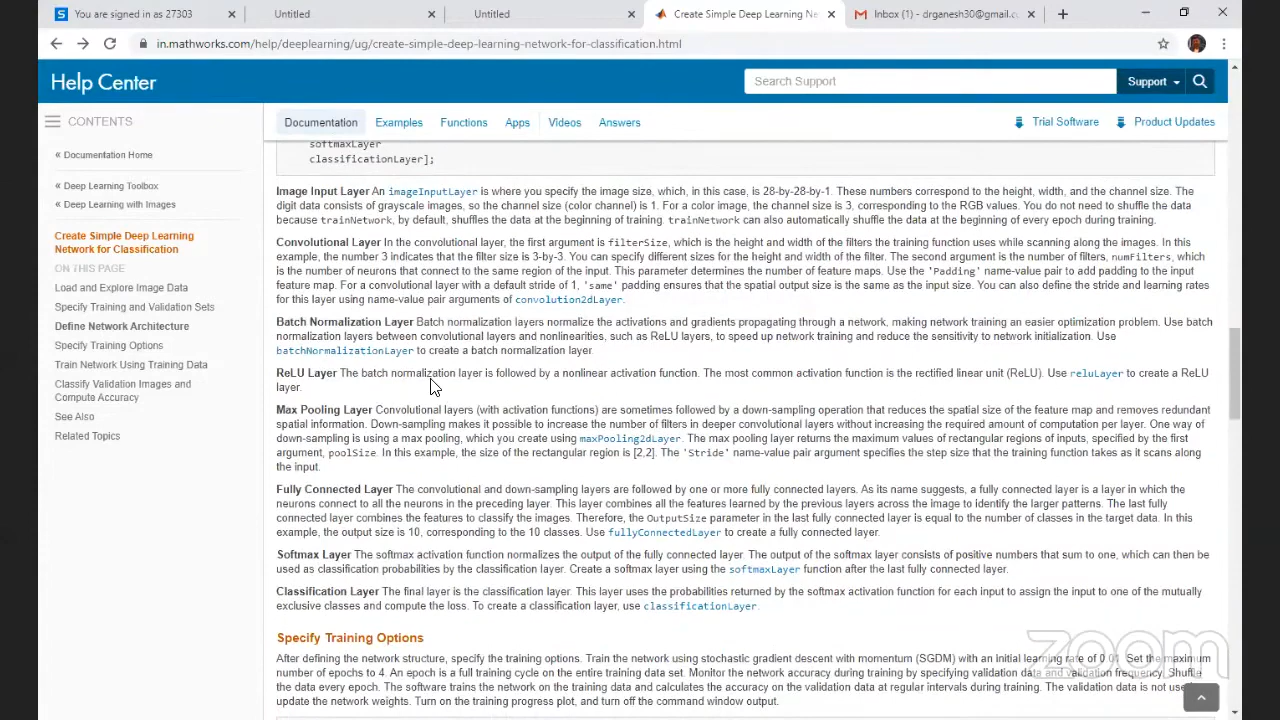 You are signed in as 27303
Untitled
Untitled
Create Simple Deep Learning Ne
Inbox (1) - drganesh30@gmail.c
in.mathworks.com/help/deeplearning/ug/create-simple-deep-learning-network-for-classification.html
Help Center
Search Support
Support
CONTENTS
Documentation
Examples
Functions
Apps
Videos
Answers
Trial Software
Product Updates
« Documentation Home
« Deep Learning Toolbox
« Deep Learning with Images
Create Simple Deep Learning
Network for Classification
ON THIS PAGE
Load and Explore Image Data
Specify Training and Validation Sets
Define Network Architecture
Specify Training Options
Train Network Using Training Data
Classify Validation Images and
Compute Accuracy
See Also
Related Topics
softmaxLayer
classificationLayer];
Image Input Layer An imageInputLayer is where you specify the image size, which, in this case, is 28-by-28-by-1. These numbers correspond to the height, width, and the channel size. The
digit data consists of grayscale images, so the channel size (color channel) is 1. For a color image, the channel size is 3, corresponding to the RGB values. You do not need to shuffle the data
because trainNetwork, by default, shuffles the data at the beginning of training. trainNetwork can also automatically shuffle the data at the beginning of every epoch during training.
Convolutional Layer In the convolutional layer, the first argument is filterSize, which is the height and width of the filters the training function uses while scanning along the images. In this
example, the number 3 indicates that the filter size is 3-by-3. You can specify different sizes for the height and width of the filter. The second argument is the number of filters, numFilters, which
is the number of neurons that connect to the same region of the input. This parameter determines the number of feature maps. Use the 'Padding' name-value pair to add padding to the input
feature map. For a convolutional layer with a default stride of 1, 'same' padding ensures that the spatial output size is the same as the input size. You can also define the stride and learning rates
for this layer using name-value pair arguments of convolution2dLayer.
Batch Normalization Layer Batch normalization layers normalize the activations and gradients propagating through a network, making network training an easier optimization problem. Use batch
normalization layers between convolutional layers and nonlinearities, such as ReLU layers, to speed up network training and reduce the sensitivity to network initialization. Use
batchNormalizationLayer to create a batch normalization layer.
ReLU Layer The batch normalization layer is followed by a nonlinear activation function. The most common activation function is the rectified linear unit (ReLU). Use reluLayer to create a ReLU
layer.
Max Pooling Layer Convolutional layers (with activation functions) are sometimes followed by a down-sampling operation that reduces the spatial size of the feature map and removes redundant
spatial information. Down-sampling makes it possible to increase the number of filters in deeper convolutional layers without increasing the required amount of computation per layer. One way of
down-sampling is using a max pooling, which you create using maxPooling2dLayer. The max pooling layer returns the maximum values of rectangular regions of inputs, specified by the first
argument, poolSize. In this example, the size of the rectangular region is [2,2]. The 'Stride' name-value pair argument specifies the step size that the training function takes as it scans along
the input.
Fully Connected Layer The convolutional and down-sampling layers are followed by one or more fully connected layers. As its name suggests, a fully connected layer is a layer in which the
neurons connect to all the neurons in the preceding layer. This layer combines all the features learned by the previous layers across the image to identify the larger patterns. The last fully
connected layer combines the features to classify the images. Therefore, the OutputSize parameter in the last fully connected layer is equal to the number of classes in the target data. In this
example, the output size is 10, corresponding to the 10 classes. Use fullyConnectedLayer to create a fully connected layer.
Softmax Layer The softmax activation function normalizes the output of the fully connected layer. The output of the softmax layer consists of positive numbers that sum to one, which can then be
used as classification probabilities by the classification layer. Create a softmax layer using the softmaxLayer function after the last fully connected layer.
Classification Layer The final layer is the classification layer. This layer uses the probabilities returned by the softmax activation function for each input to assign the input to one of the mutually
exclusive classes and compute the loss. To create a classification layer, use classificationLayer.
Specify Training Options
After defining the network structure, specify the training options. Train the network using stochastic gradient descent with momentum (SGDM) with an initial learning rate of 0.01. Set the maximum
number of epochs to 4. An epoch is a full training cycle on the entire training data set. Monitor the network accuracy during training by specifying validation data and validation frequency. Shuffle
the data every epoch. The software trains the network on the training data and calculates the accuracy on the validation data at regular intervals during training. The validation data is not use
update the network weights. Turn on the training progress plot, and turn off the command window output.
zoom